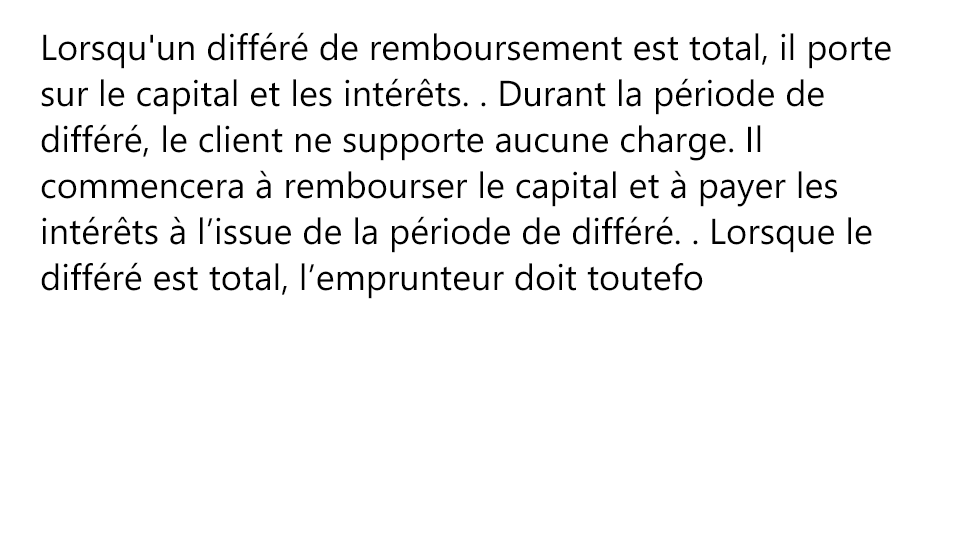 Lorsqu'un différé de remboursement est total, il porte
sur le capital et les intérêts. . Durant la période de
différé, le client ne supporte aucune charge. Il
commencera à rembourser le capital et à payer les
intérêts à l’issue de la période de différé. . Lorsque le
différé est total, l’emprunteur doit toutefo